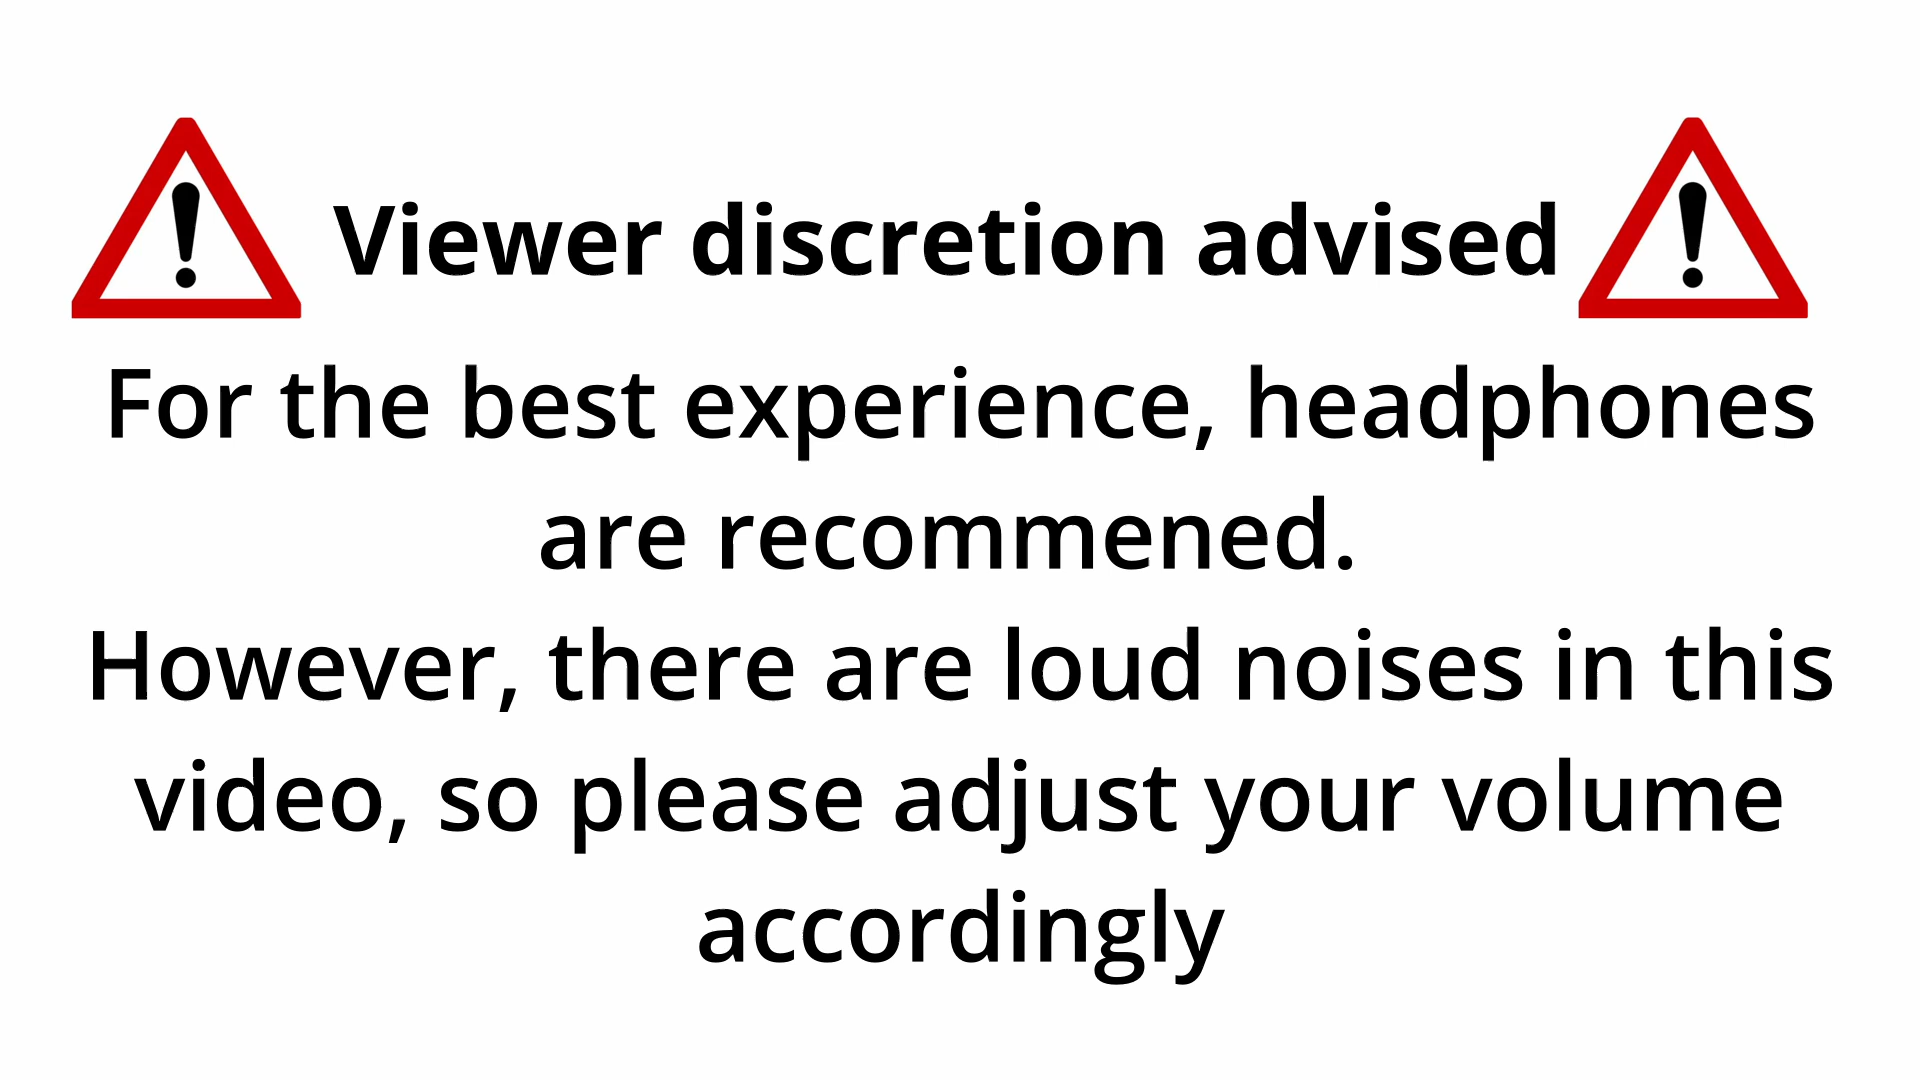 Viewer discretion advised
For the best experience, headphones
are recommened.
However, there are loud noises in this
video, so please adjust your volume
accordingly